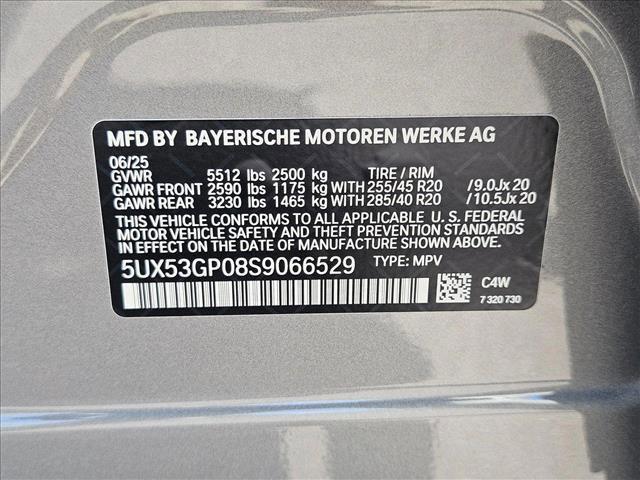 MFD BY BAYERISCHE MOTOREN WERKE AG
06/25
GVWR 5512 lbs 2500 kg TIRE / RIM
GAWR FRONT 2590 lbs 1175 kg WITH 255/45 R20 /9.0Jx20
GAWR REAR 3230 lbs 1465 kg WITH 285/40 R20 /10.5Jx20
THIS VEHICLE CONFORMS TO ALL APPLICABLE U. S. FEDERAL
MOTOR VEHICLE SAFETY AND THEFT PREVENTION STANDARDS
IN EFFECT ON THE DATE OF MANUFACTURE SHOWN ABOVE.
5UX53GP08S9066529 TYPE: MPV
C4W
7 320 730